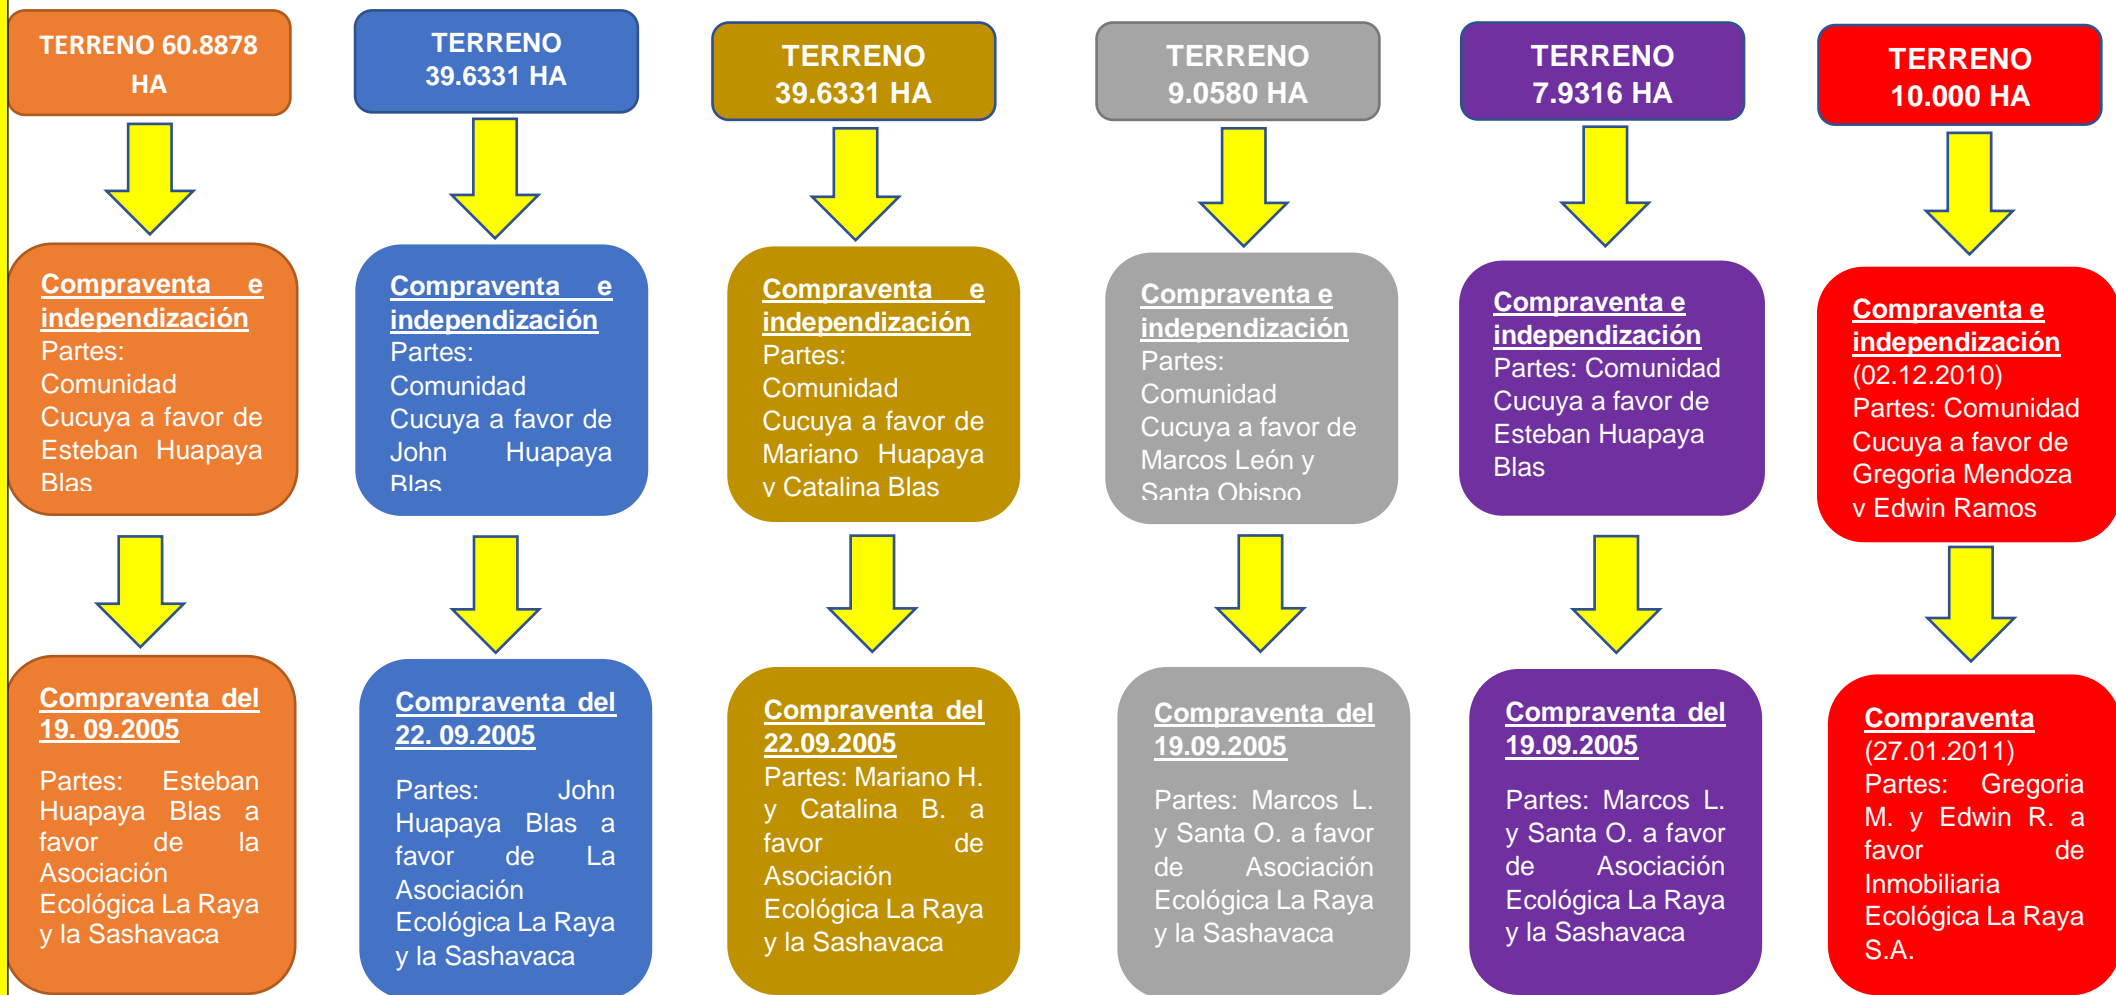 TERRENO 60.8878
HA
Compraventa e
independización
Partes:
Comunidad
Cucuya a favor de
Esteban Huapaya
Blas
Compraventa del
19. 09.2005
Partes: Esteban
Huapaya Blas a
favor de la
Asociación
Ecológica La Raya
y la Sashavaca
TERRENO
39.6331 HA
Compraventa e
independización
Partes:
Comunidad
Cucuya a favor de
John Huapaya
Blas
Compraventa del
22. 09.2005
Partes: John
Huapaya Blas a
favor de La
Asociación
Ecológica La Raya
y la Sashavaca
TERRENO
39.6331 HA
Compraventa e
independización
Partes:
Comunidad
Cucuya a favor de
Mariano Huapaya
y Catalina Blas
Compraventa del
22.09.2005
Partes: Mariano H.
y Catalina B. a
favor de
Asociación
Ecológica La Raya
y la Sashavaca
TERRENO
9.0580 HA
Compraventa e
independización
Partes:
Comunidad
Cucuya a favor de
Marcos León y
Santa Obispo
Compraventa del
19.09.2005
Partes: Marcos L.
y Santa O. a favor
de Asociación
Ecológica La Raya
y la Sashavaca
TERRENO
7.9316 HA
Compraventa e
independización
Partes: Comunidad
Cucuya a favor de
Esteban Huapaya
Blas
Compraventa del
19.09.2005
Partes: Marcos L.
y Santa O. a favor
de Asociación
Ecológica La Raya
y la Sashavaca
TERRENO
10.000 HA
Compraventa e
independización
(02.12.2010)
Partes: Comunidad
Cucuya a favor de
Gregoria Mendoza
y Edwin Ramos
Compraventa
(27.01.2011)
Partes: Gregoria
M. y Edwin R. a
favor de
Inmobiliaria
Ecológica La Raya
S.A.